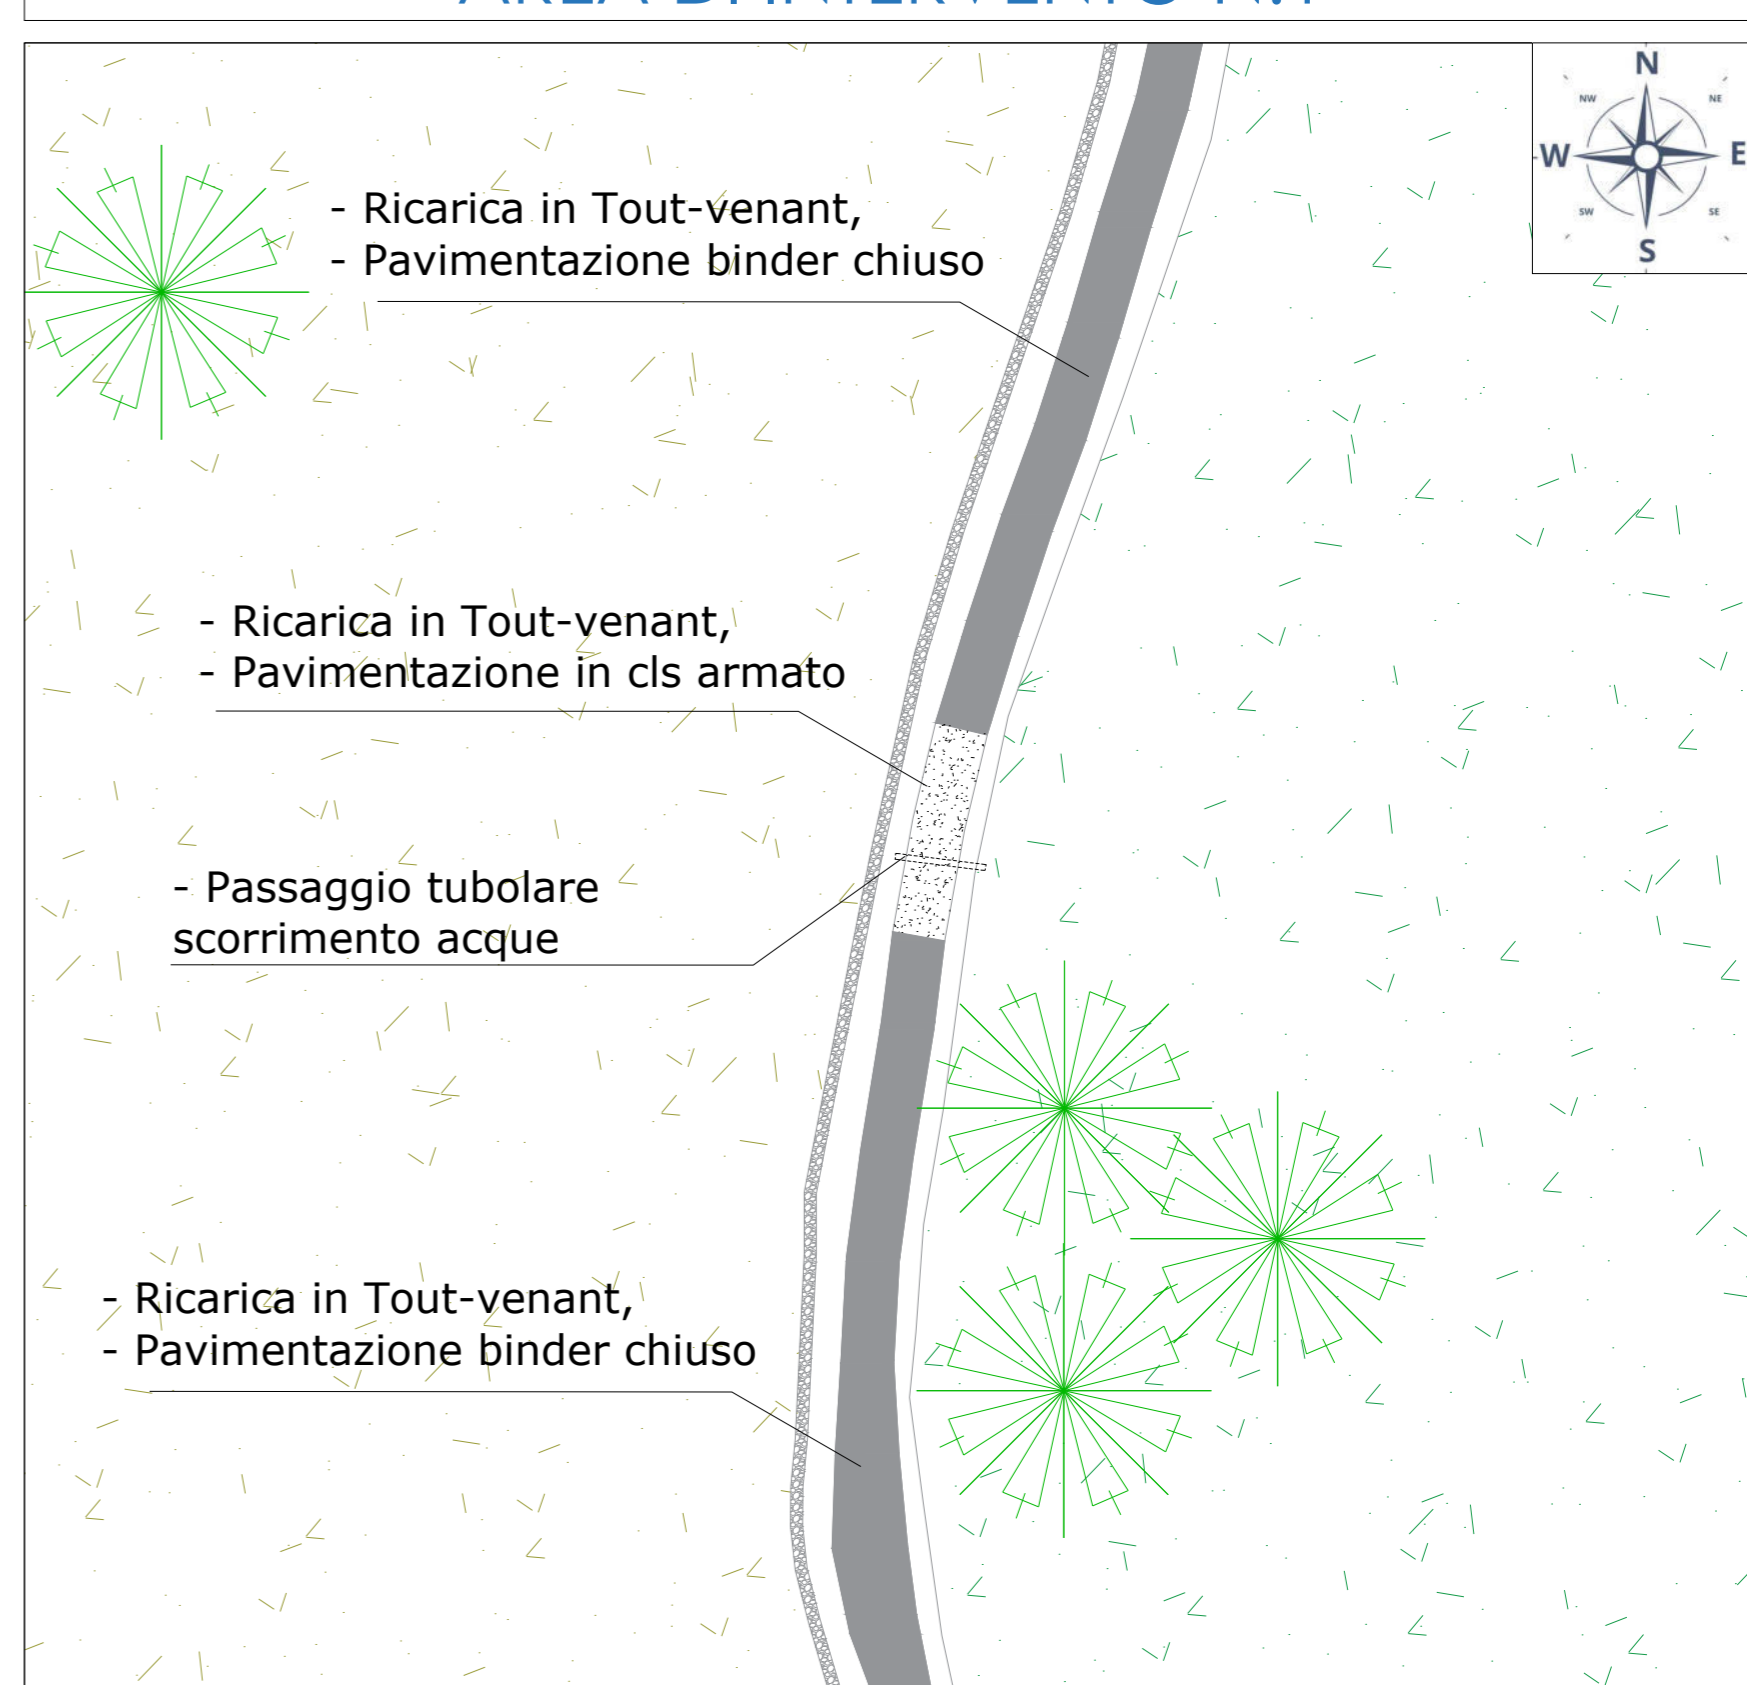 N
NW
NE
W
E
SW
SE
S
- Ricarica in Tout-venant,
- Pavimentazione binder chiuso
- Ricarica in Tout-venant,
- Pavimentazione in cls armato
- Passaggio tubolare
scorrimento acque
- Ricarica in Tout-venant,
- Pavimentazione binder chiuso